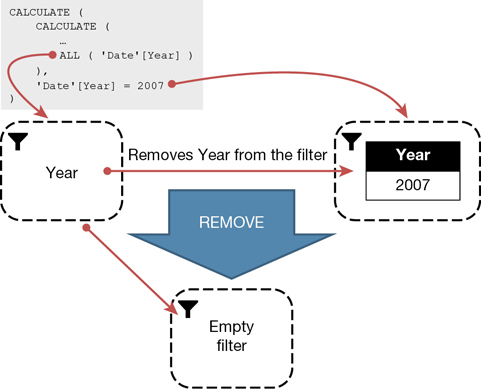 CALCULATE (
    CALCULATE (
        …
        ALL ( 'Date'[Year] )
    ),
    'Date'[Year] = 2007
)
Year
Removes Year from the filter
Year
2007
REMOVE
Empty
filter